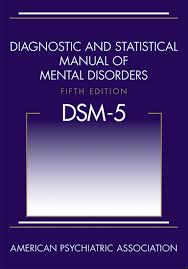 DIAGNOSTIC AND STATISTICAL
MANUAL OF
MENTAL DISORDERS
FIFTH EDITION
DSM-5
AMERICAN PSYCHIATRIC ASSOCIATION